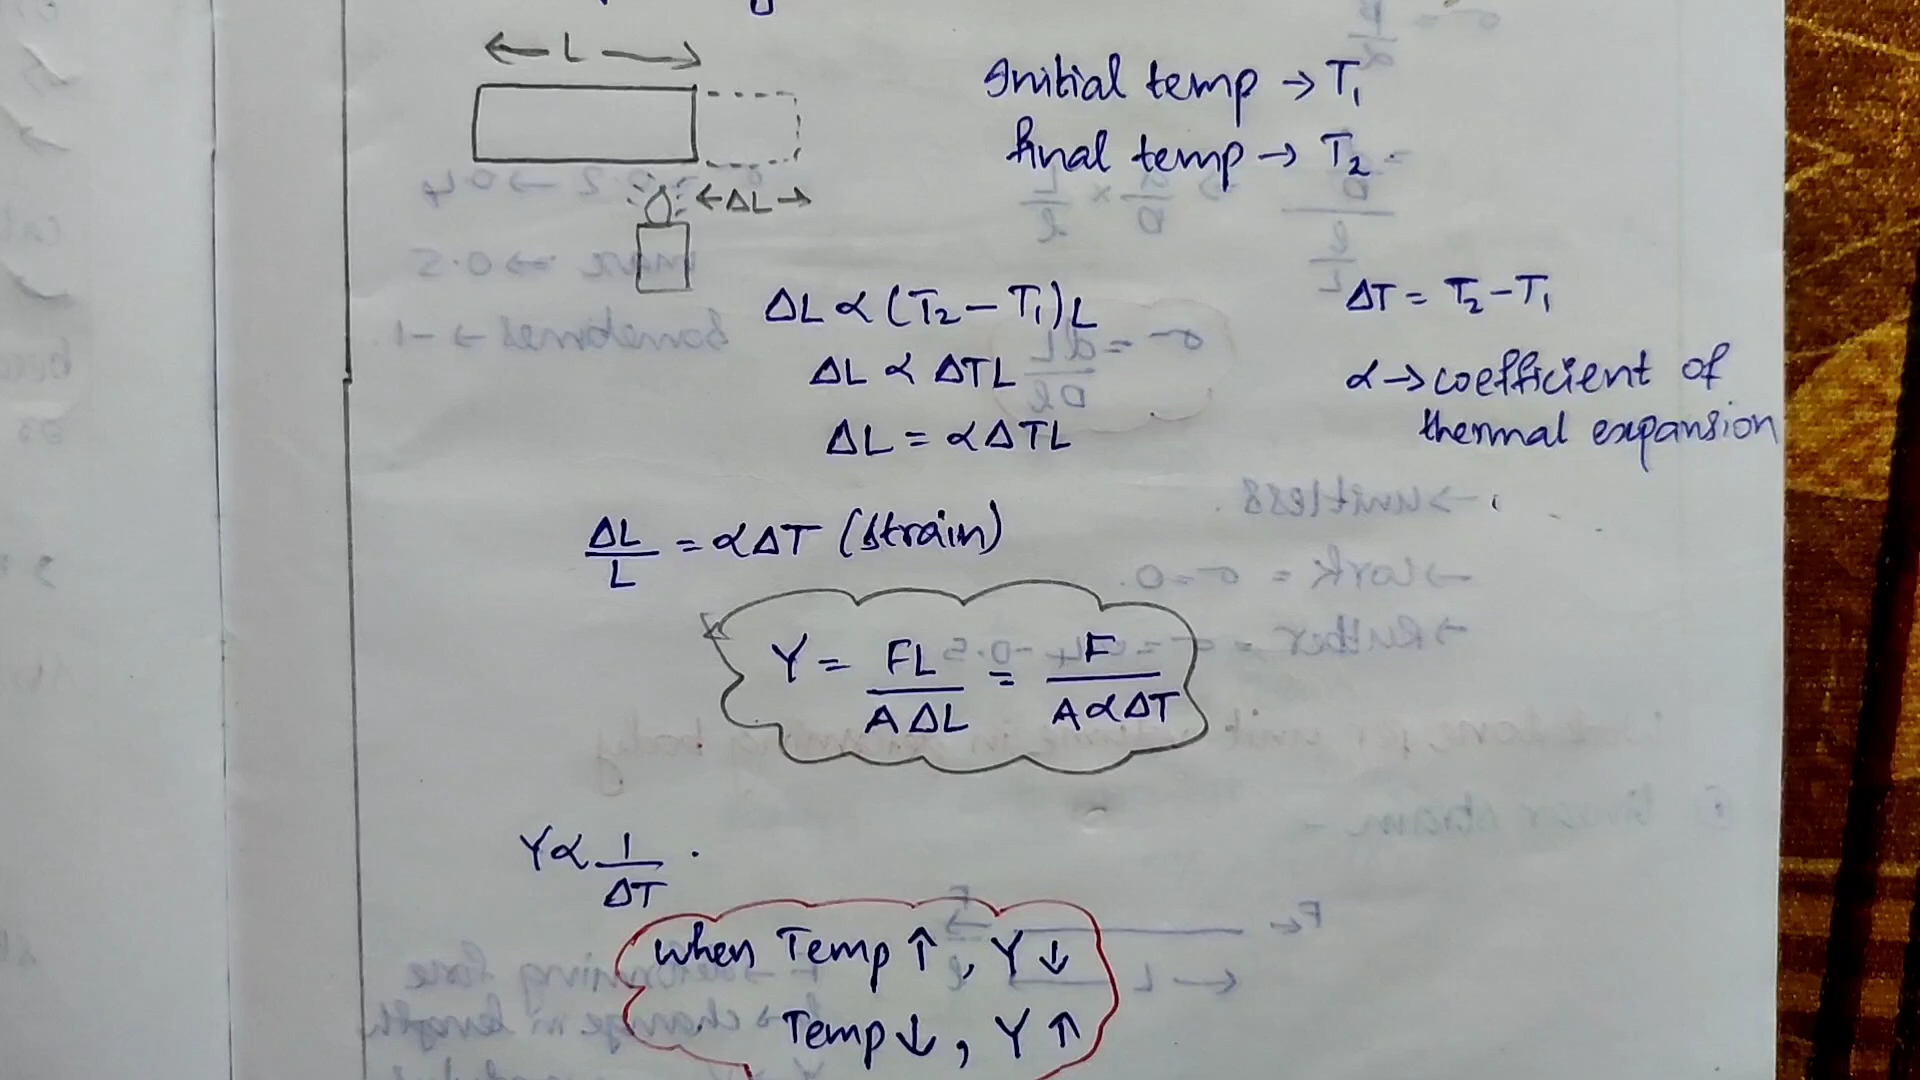 ← L →
Initial temp → T₁
final temp → T₂
←ΔL→
ΔL ∝ (T₂ – T₁)L
ΔT = T₂ – T₁
ΔL ∝ ΔTL
α → coefficient of
thermal expansion
ΔL = αΔTL
ΔL/L = αΔT (strain)
Y = FL/AΔL = F/AαΔT
Y ∝ 1/ΔT .
When Temp ↑, Y ↓
Temp ↓, Y ↑